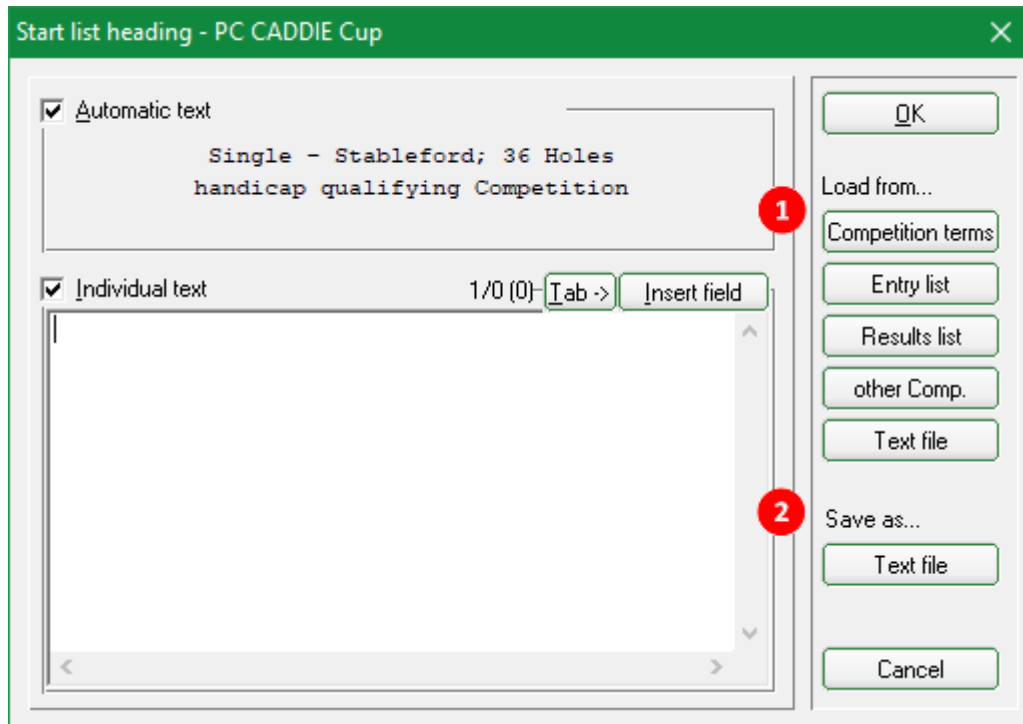 Start list heading - PC CADDIE Cup
Automatic text
Single - Stableford; 36 Holes
handicap qualifying Competition
Individual text 1/0 (0) Tab -> Insert field
OK
1
Load from...
Competition terms
Entry list
Results list
other Comp.
Text file
2
Save as...
Text file
Cancel